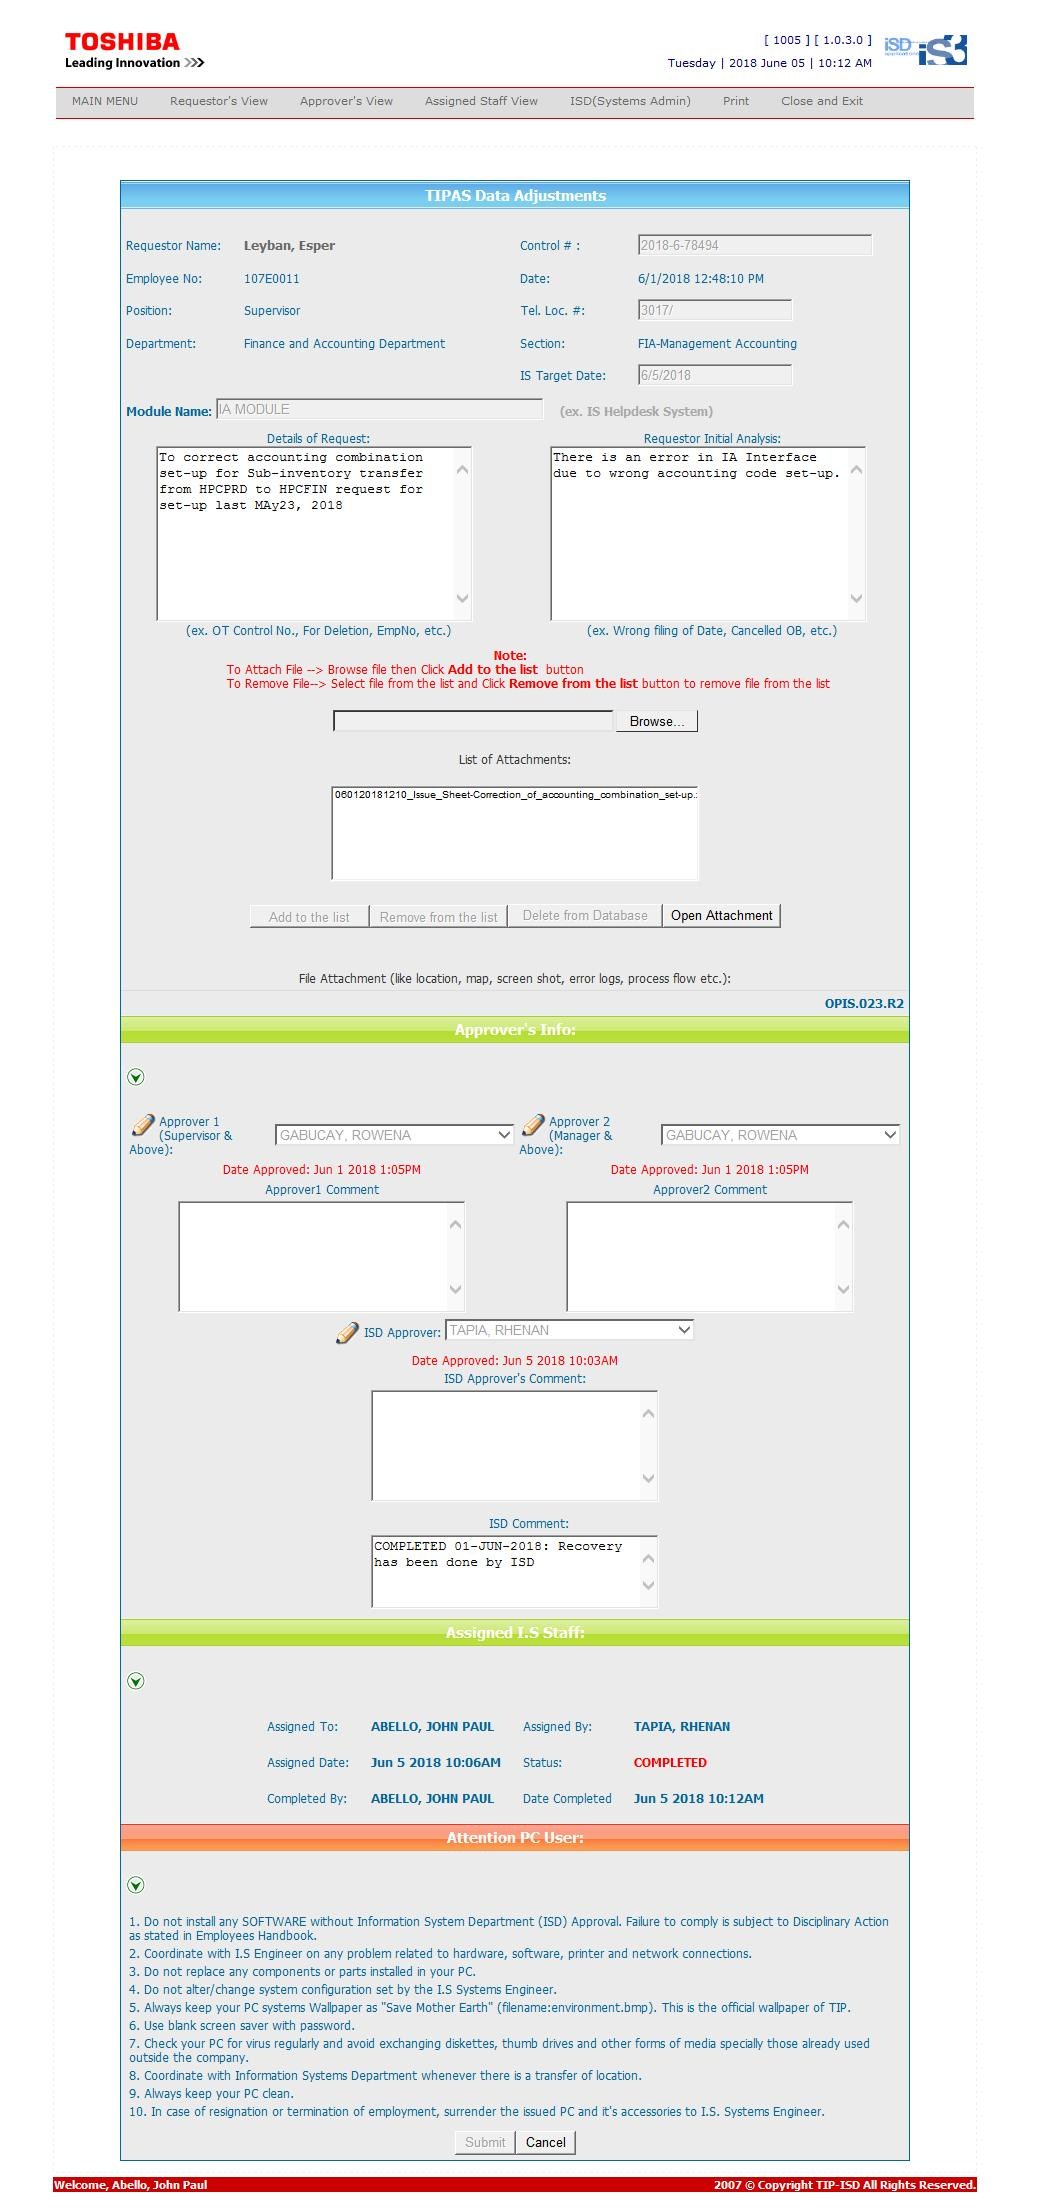 TOSHIBA
Leading Innovation >>>
[ 1005 ] [ 1.0.3.0 ]
Tuesday | 2018 June 05 | 10:12 AM
iSD
iS3
MAIN MENU Requestor's View Approver's View Assigned Staff View ISD(Systems Admin) Print Close and Exit
TIPAS Data Adjustments
Requestor Name: Leyban, Esper Control # : 2018-6-78494
Employee No: 107E0011 Date: 6/1/2018 12:48:10 PM
Position: Supervisor Tel. Loc. #: 3017/
Department: Finance and Accounting Department Section: FIA-Management Accounting
IS Target Date: 6/5/2018
Module Name: IA MODULE (ex. IS Helpdesk System)
Details of Request:
To correct accounting combination
set-up for Sub-inventory transfer
from HPCPRD to HPCFIN request for
set-up last MAy23, 2018
(ex. OT Control No., For Deletion, EmpNo, etc.)
Requestor Initial Analysis:
There is an error in IA Interface
due to wrong accounting code set-up.
(ex. Wrong filing of Date, Cancelled OB, etc.)
Note:
To Attach File --> Browse file then Click Add to the list button
To Remove File--> Select file from the list and Click Remove from the list button to remove file from the list
Browse...
List of Attachments:
060120181210_Issue_Sheet-Correction_of_accounting_combination_set-up.
Add to the list Remove from the list Delete from Database Open Attachment
File Attachment (like location, map, screen shot, error logs, process flow etc.):
OPIS.023.R2
Approver's Info:
Approver 1
(Supervisor &
Above):
GABUCAY, ROWENA
Approver 2
(Manager &
Above):
GABUCAY, ROWENA
Date Approved: Jun 1 2018 1:05PM Date Approved: Jun 1 2018 1:05PM
Approver1 Comment Approver2 Comment
ISD Approver: TAPIA, RHENAN
Date Approved: Jun 5 2018 10:03AM
ISD Approver's Comment:
ISD Comment:
COMPLETED 01-JUN-2018: Recovery
has been done by ISD
Assigned I.S Staff:
Assigned To: ABELLO, JOHN PAUL Assigned By: TAPIA, RHENAN
Assigned Date: Jun 5 2018 10:06AM Status: COMPLETED
Completed By: ABELLO, JOHN PAUL Date Completed Jun 5 2018 10:12AM
Attention PC User:
1. Do not install any SOFTWARE without Information System Department (ISD) Approval. Failure to comply is subject to Disciplinary Action
as stated in Employees Handbook.
2. Coordinate with I.S Engineer on any problem related to hardware, software, printer and network connections.
3. Do not replace any components or parts installed in your PC.
4. Do not alter/change system configuration set by the I.S Systems Engineer.
5. Always keep your PC systems Wallpaper as "Save Mother Earth" (filename:environment.bmp). This is the official wallpaper of TIP.
6. Use blank screen saver with password.
7. Check your PC for virus regularly and avoid exchanging diskettes, thumb drives and other forms of media specially those already used
outside the company.
8. Coordinate with Information Systems Department whenever there is a transfer of location.
9. Always keep your PC clean.
10. In case of resignation or termination of employment, surrender the issued PC and it's accessories to I.S. Systems Engineer.
Submit Cancel
Welcome, Abello, John Paul 2007 © Copyright TIP-ISD All Rights Reserved.